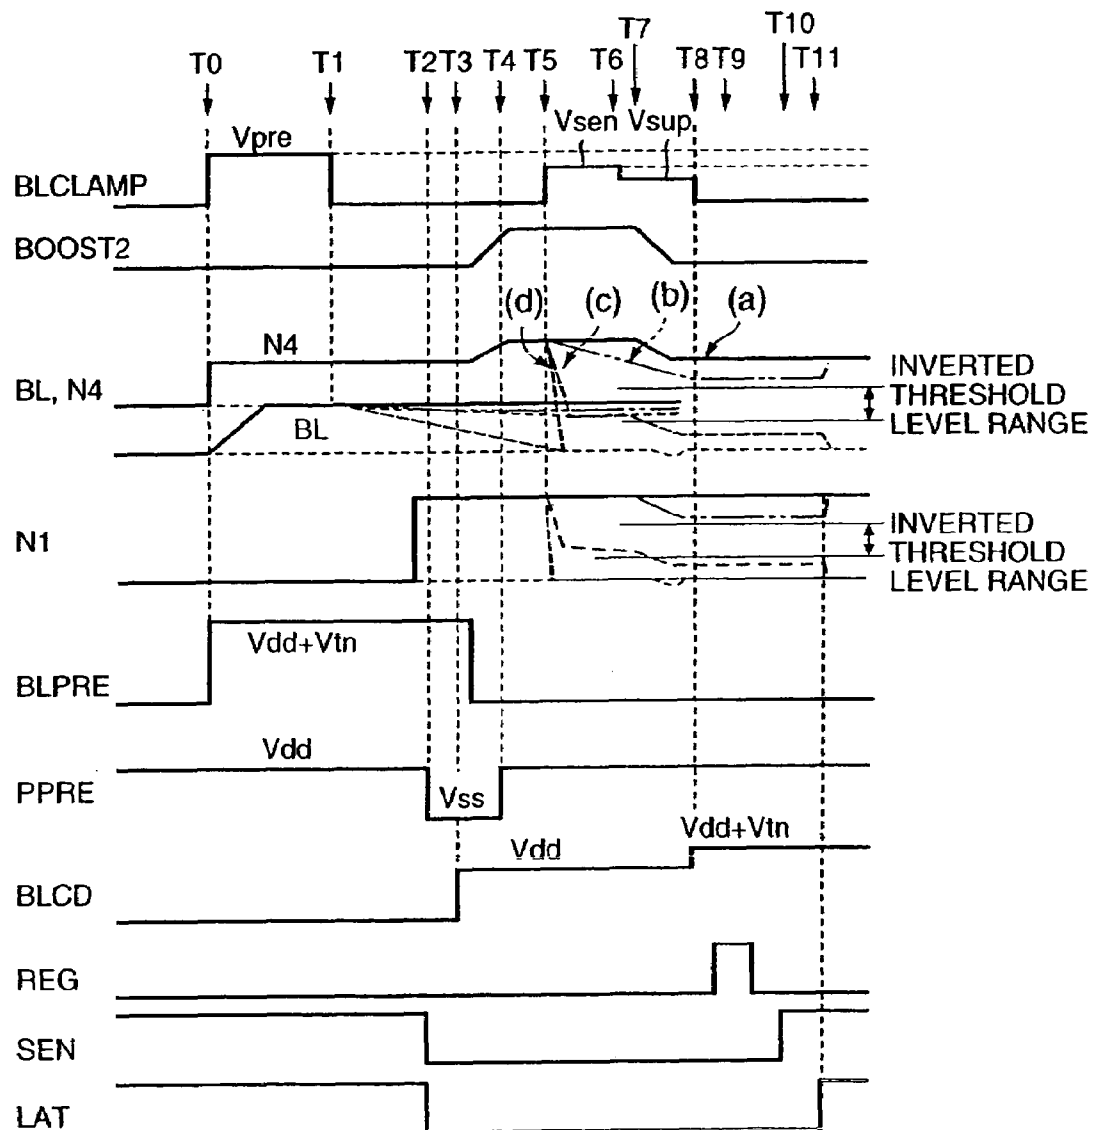 T7 T10
T0 T1 T2 T3 T4 T5 T6 T8 T9 T11
Vpre Vsen Vsup
BLCLAMP
BOOST2
(d) (c) (b) (a)
N4
INVERTED
BL, N4 THRESHOLD
BL LEVEL RANGE
INVERTED
N1 THRESHOLD
LEVEL RANGE
Vdd+Vtn
BLPRE
Vdd
PPRE Vss
Vdd+Vtn
Vdd
BLCD
REG
SEN
LAT